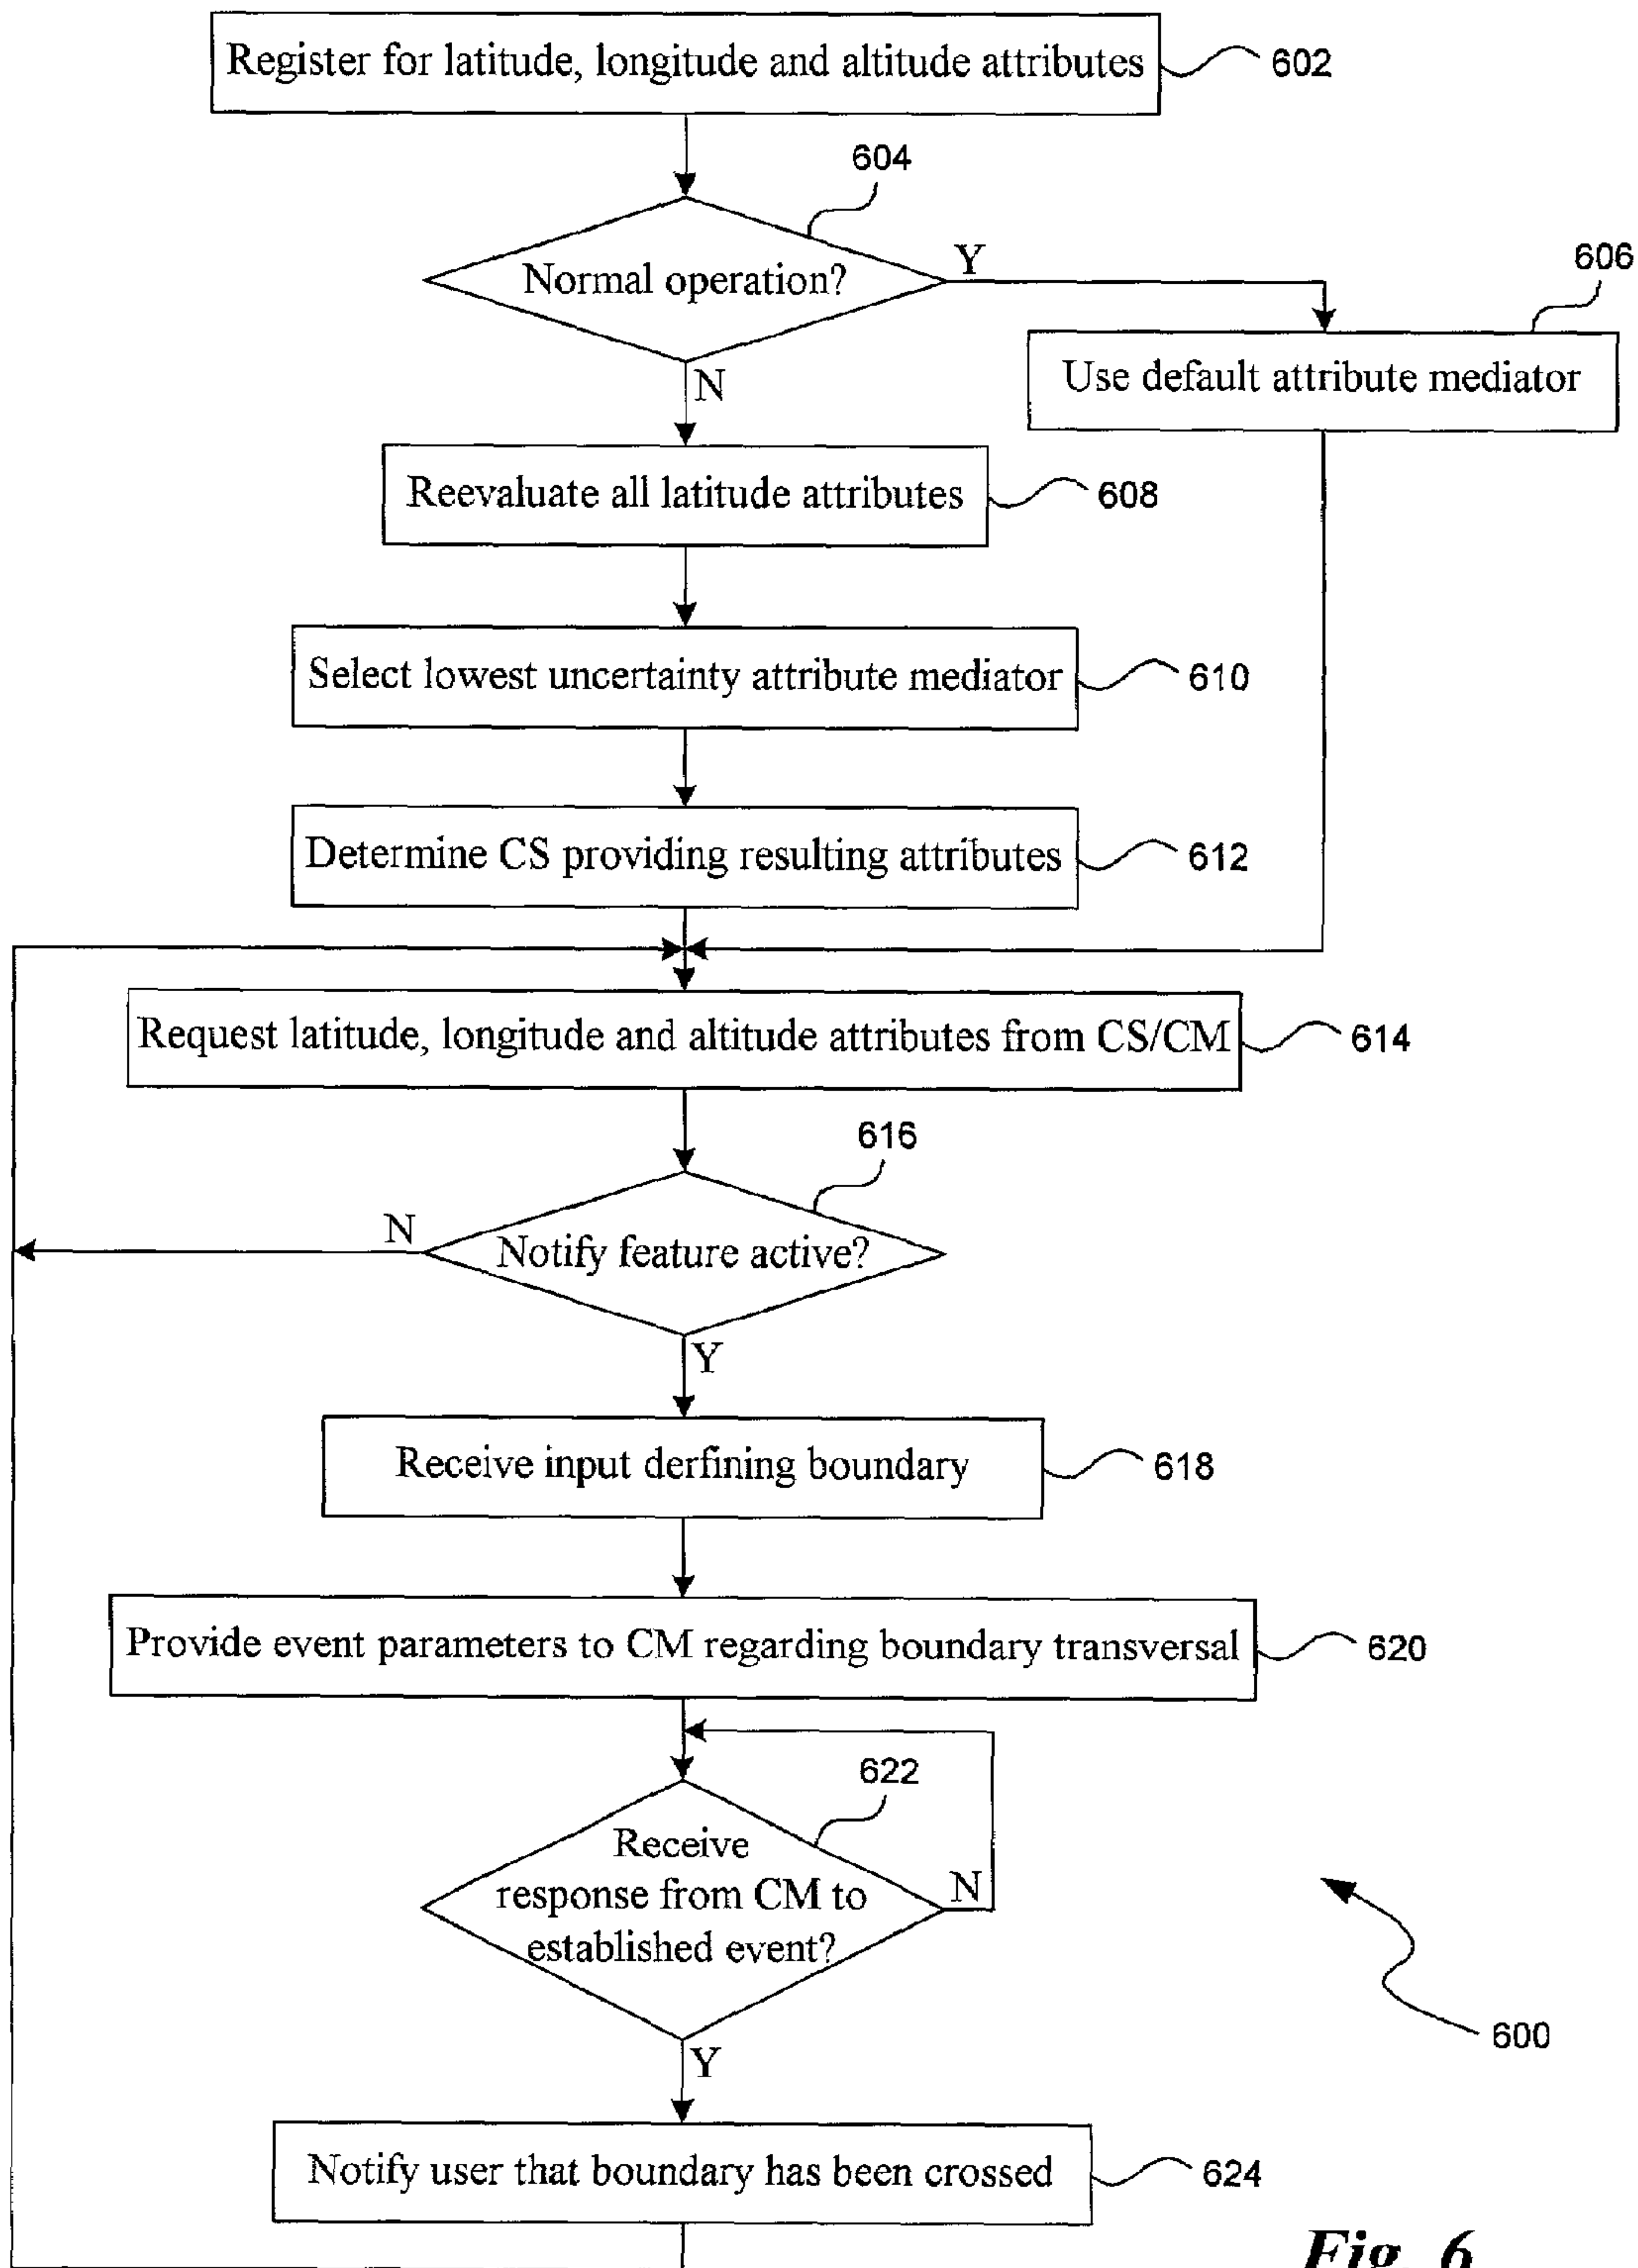 Register for latitude, longitude and altitude attributes
602
604
Normal operation?
Y
606
Use default attribute mediator
N
Reevaluate all latitude attributes
608
Select lowest uncertainty attribute mediator
610
Determine CS providing resulting attributes
612
Request latitude, longitude and altitude attributes from CS/CM
614
616
N
Notify feature active?
Y
Receive input derfining boundary
618
Provide event parameters to CM regarding boundary transversal
620
622
Receive
response from CM to
established event?
N
600
Y
Notify user that boundary has been crossed
624
Fig. 6